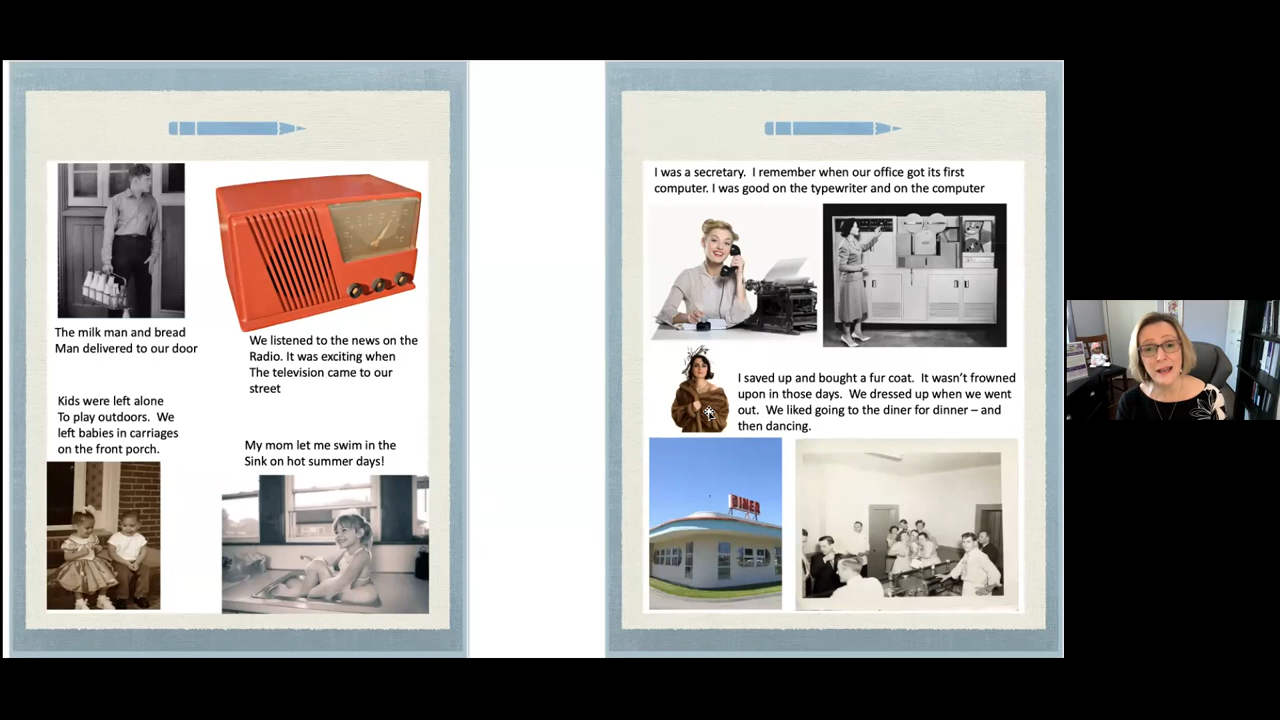 The milk man and bread
Man delivered to our door
We listened to the news on the
Radio. It was exciting when
The television came to our
street
Kids were left alone
To play outdoors. We
left babies in carriages
on the front porch.
My mom let me swim in the
Sink on hot summer days!
I was a secretary. I remember when our office got its first
computer. I was good on the typewriter and on the computer
I saved up and bought a fur coat. It wasn't frowned
upon in those days. We dressed up when we went
out. We liked going to the diner for dinner – and
then dancing.
DINER